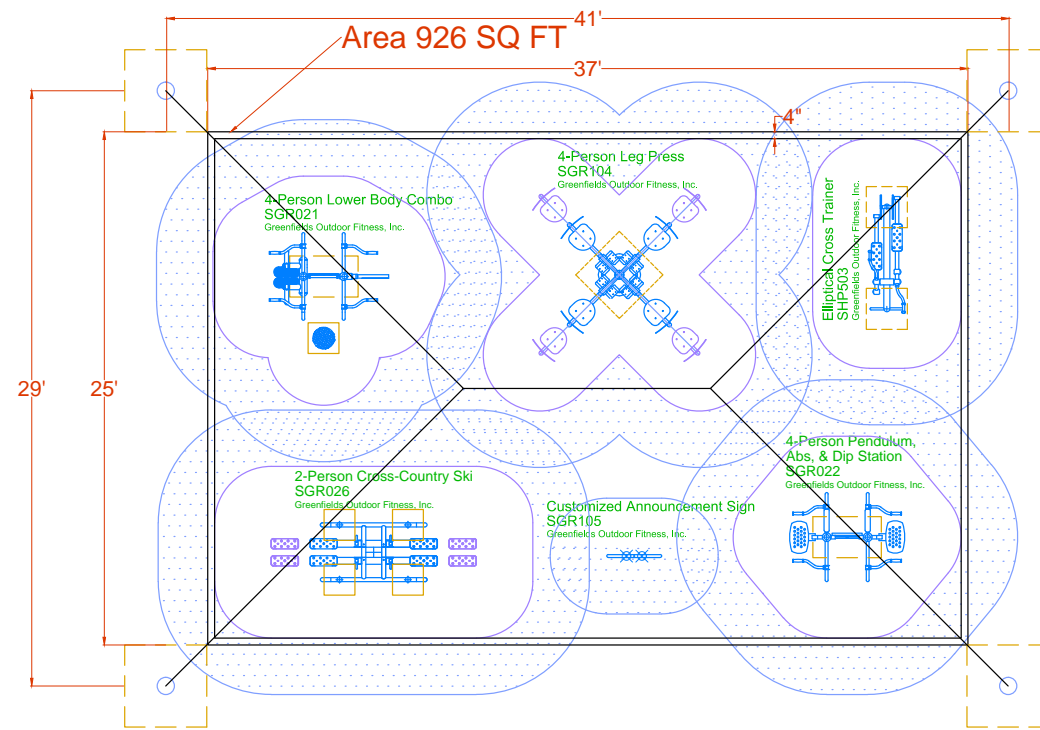 41'
Area 926 SQ FT
37'
4"
4-Person Leg Press
SGR104
Greenfields Outdoor Fitness, Inc.
4-Person Lower Body Combo
SGR021
Greenfields Outdoor Fitness, Inc.
Elliptical Cross Trainer
SHP503
Greenfields Outdoor Fitness, Inc.
29'
25'
4-Person Pendulum,
Abs, & Dip Station
SGR022
Greenfields Outdoor Fitness, Inc.
2-Person Cross-Country Ski
SGR026
Greenfields Outdoor Fitness, Inc.
Customized Announcement Sign
SGR105
Greenfields Outdoor Fitness, Inc.